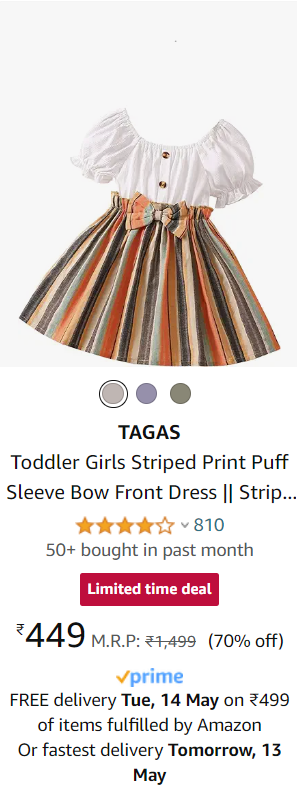 TAGAS
Toddler Girls Striped Print Puff
Sleeve Bow Front Dress || Strip...
810
50+ bought in past month
Limited time deal
₹449 M.R.P: ₹1,499 (70% off)
prime
FREE delivery Tue, 14 May on ₹499
of items fulfilled by Amazon
Or fastest delivery Tomorrow, 13
May